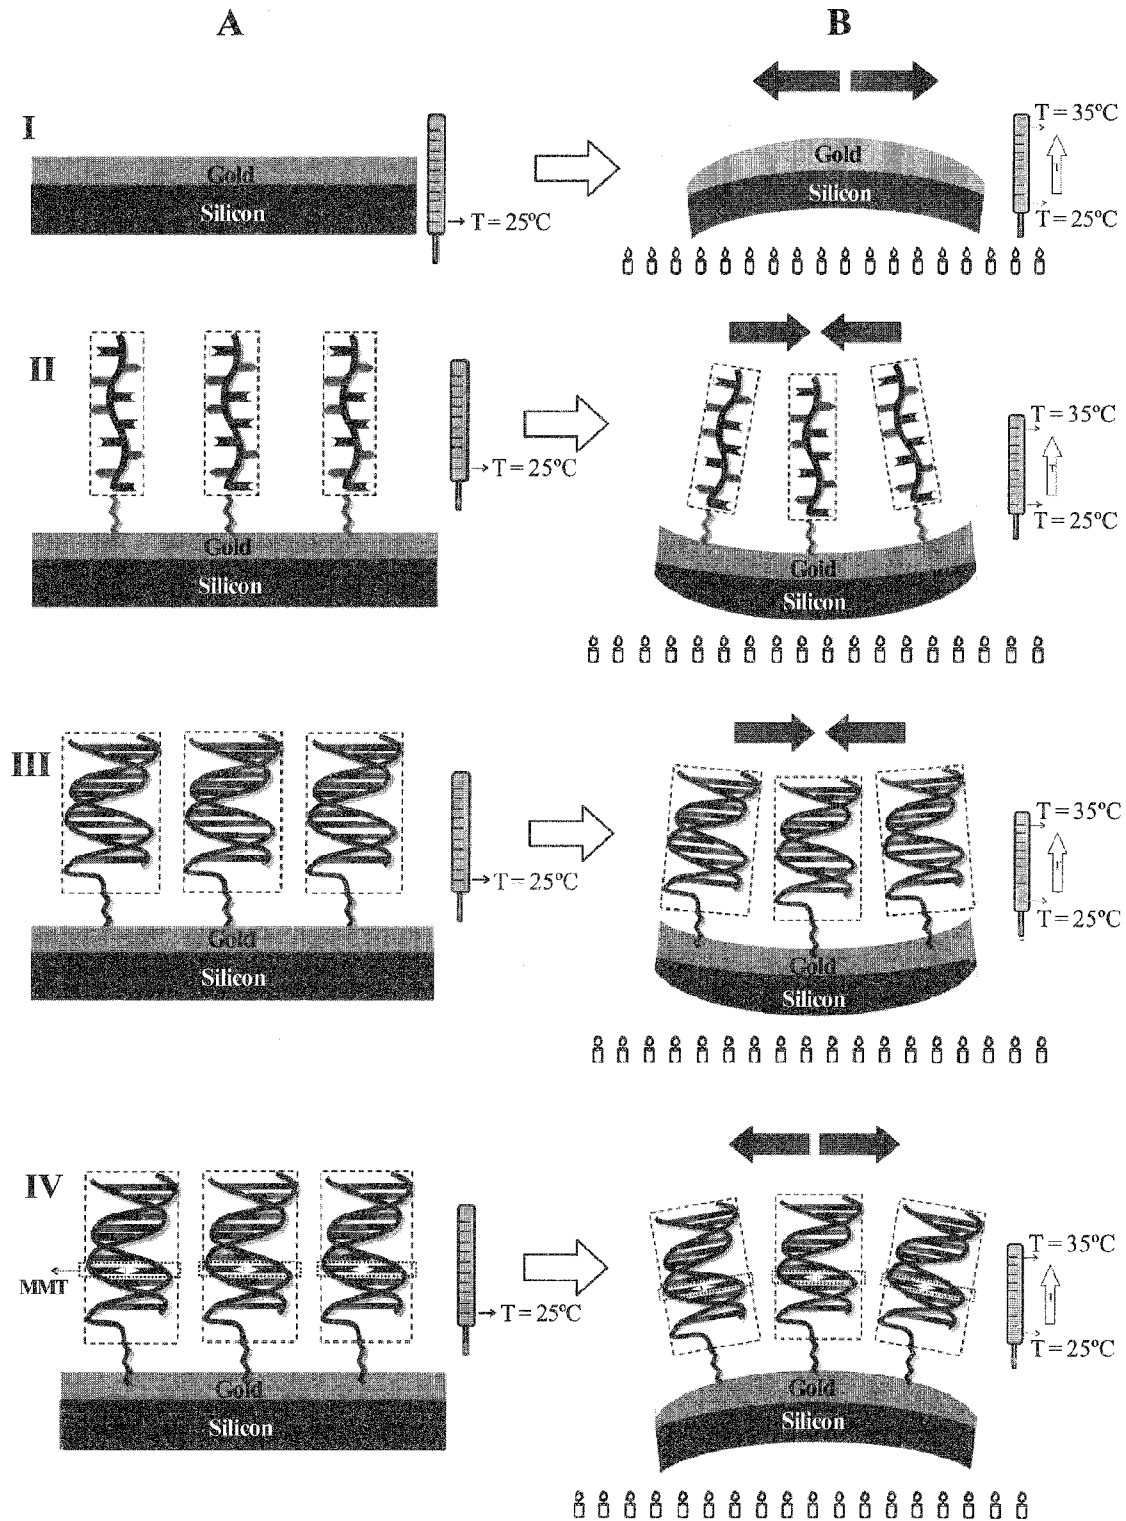 A
B
I
Gold
Silicon
T = 25ºC
Gold
Silicon
T = 35ºC
T
T = 25ºC
II
Gold
Silicon
T = 25ºC
Gold
Silicon
T = 35ºC
T
T = 25ºC
III
Gold
Silicon
T = 25ºC
Gold
Silicon
T = 35ºC
T = 25ºC
IV
MMT
Gold
Silicon
T = 25ºC
Gold
Silicon
T = 35ºC
T = 25ºC